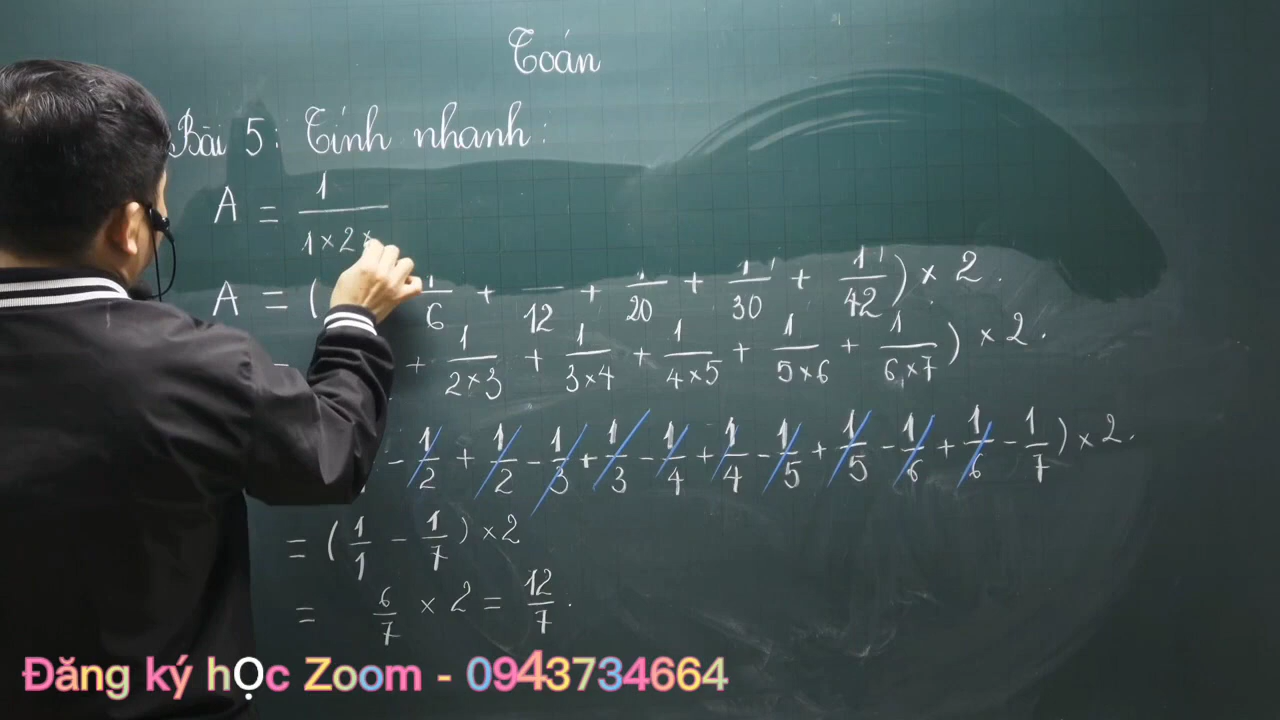 Toán
Bài 5: Tính nhanh:
A = 1/(1×2×
A = ( 1/6 + /12 + 1/20 + 1/30 + 11/42 ) × 2.
= + 1/(2×3) + 1/(3×4) + 1/(4×5) + 1/(5×6) + 1/(6×7) ) × 2.
- 1/2 + 1/2 - 1/3 + 1/3 - 1/4 + 1/4 - 1/5 + 1/5 - 1/6 + 1/6 - 1/7 ) × 2.
= ( 1/1 - 1/7 ) × 2
= 6/7 × 2 = 12/7 .
Đăng ký hỌc Zoom - 0943734664